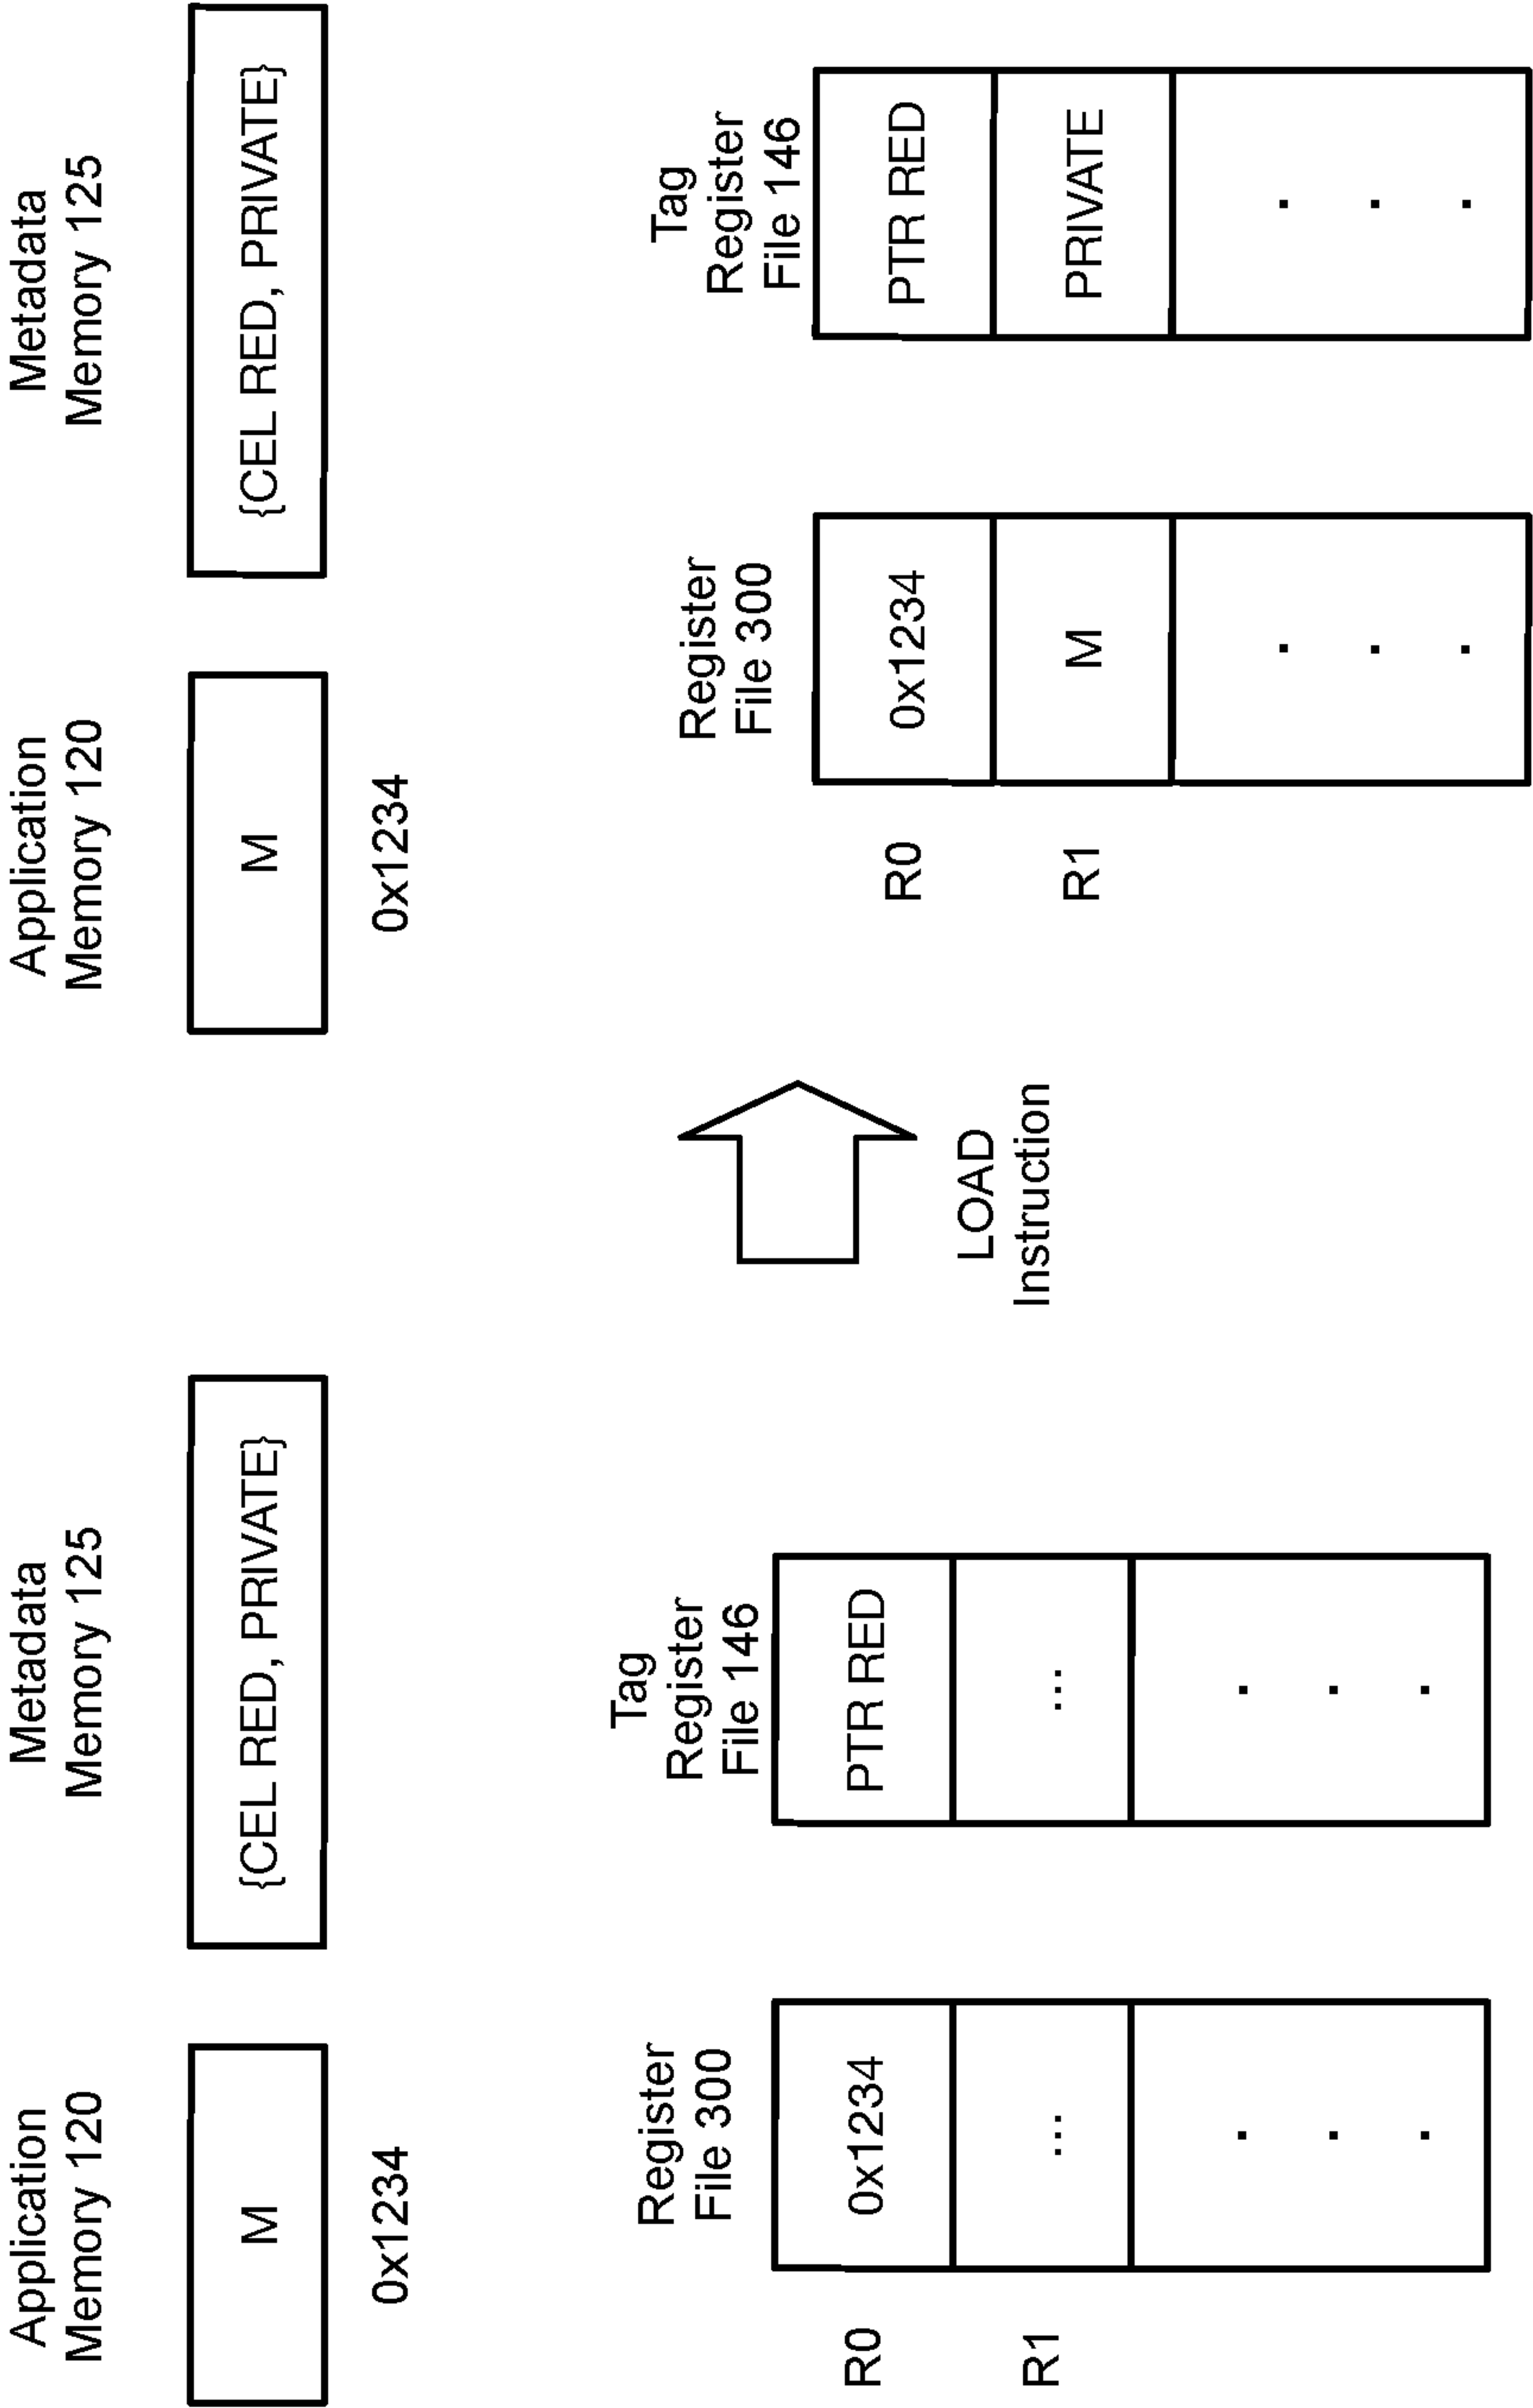 Application
Memory 120
M
0x1234
Metadata
Memory 125
{CEL RED, PRIVATE}
Register
File 300
R0
0x1234
R1
...
.
.
.
Tag
Register
File 146
PTR RED
...
.
.
.
LOAD
Instruction
Application
Memory 120
M
0x1234
Metadata
Memory 125
{CEL RED, PRIVATE}
Register
File 300
R0
0x1234
R1
M
.
.
.
Tag
Register
File 146
PTR RED
PRIVATE
.
.
.